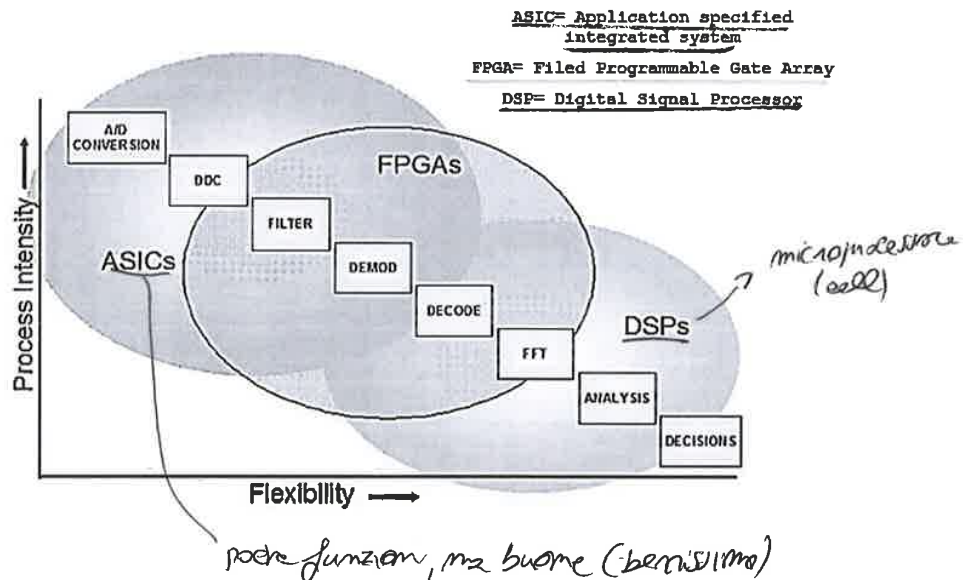 ASIC= Application specified
integrated system
FPGA= Filed Programmable Gate Array
DSP= Digital Signal Processor
A/D
CONVERSION
DDC
FPGAs
FILTER
ASICs
DEMOD
DECODE
DSPs
microprocessore
(cell)
FFT
ANALYSIS
DECISIONS
Process Intensity
Flexibility
poche funzioni, ma buone (benissimo)